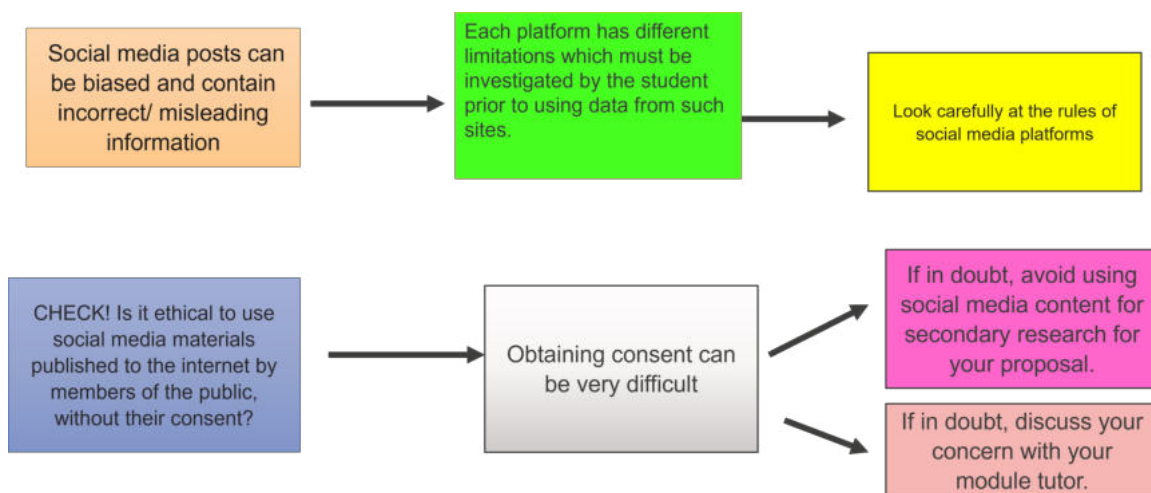 Social media posts can
be biased and contain
incorrect/ misleading
information
Each platform has different
limitations which must be
investigated by the student
prior to using data from such
sites.
Look carefully at the rules of
social media platforms
CHECK! Is it ethical to use
social media materials
published to the internet by
members of the public,
without their consent?
Obtaining consent can
be very difficult
If in doubt, avoid using
social media content for
secondary research for
your proposal.
If in doubt, discuss your
concern with your
module tutor.